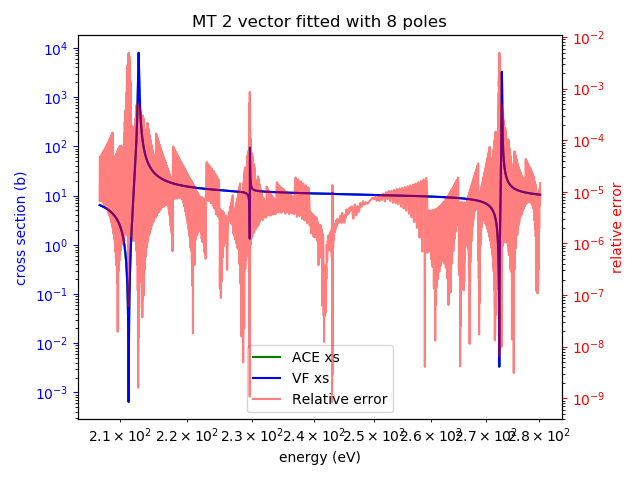 MT 2 vector fitted with 8 poles
10⁴
10³
10²
10¹
10⁰
10⁻¹
10⁻²
10⁻³
cross section (b)
10⁻²
10⁻³
10⁻⁴
10⁻⁵
10⁻⁶
10⁻⁷
10⁻⁸
10⁻⁹
relative error
ACE xs
VF xs
Relative error
2.1 × 10² 2.2 × 10² 2.3 × 10² 2.4 × 10² 2.5 × 10² 2.6 × 10² 2.7 × 10² 2.8 × 10²
energy (eV)